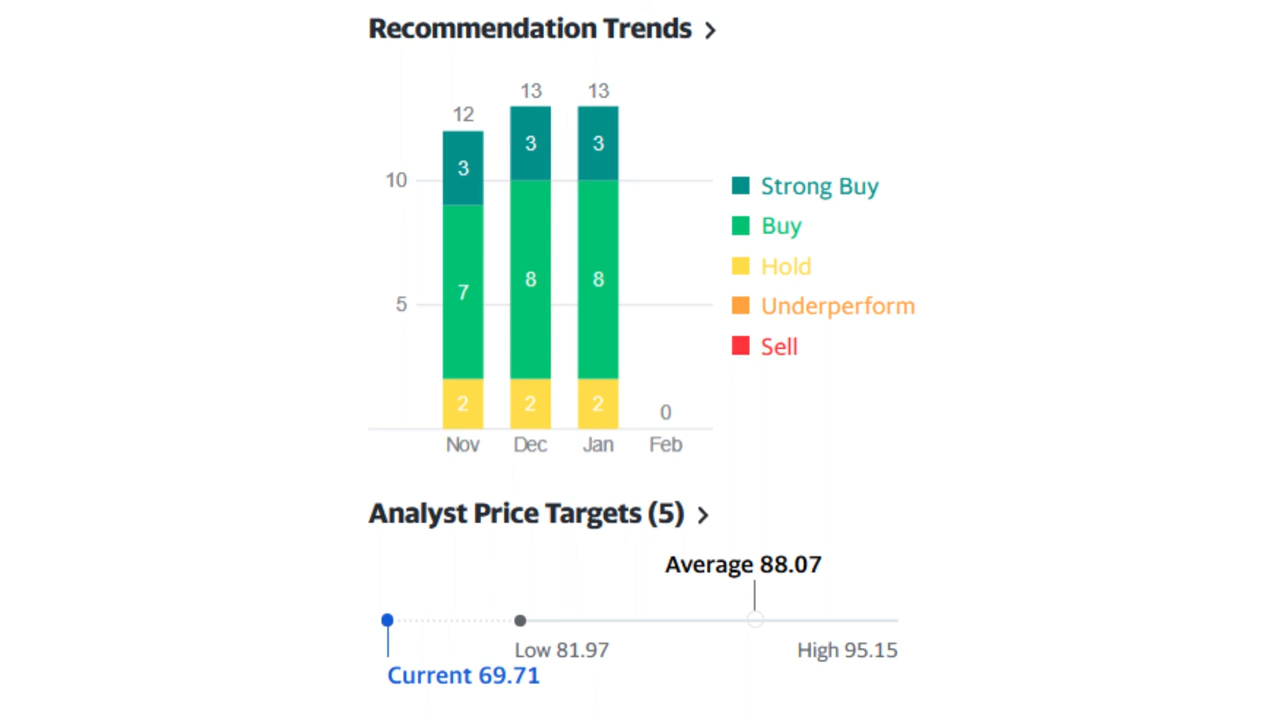 Recommendation Trends >
12
13
13
3
3
3
10
7
8
8
5
2
2
2
0
Nov
Dec
Jan
Feb
Strong Buy
Buy
Hold
Underperform
Sell
Analyst Price Targets (5) >
Average 88.07
Low 81.97
High 95.15
Current 69.71